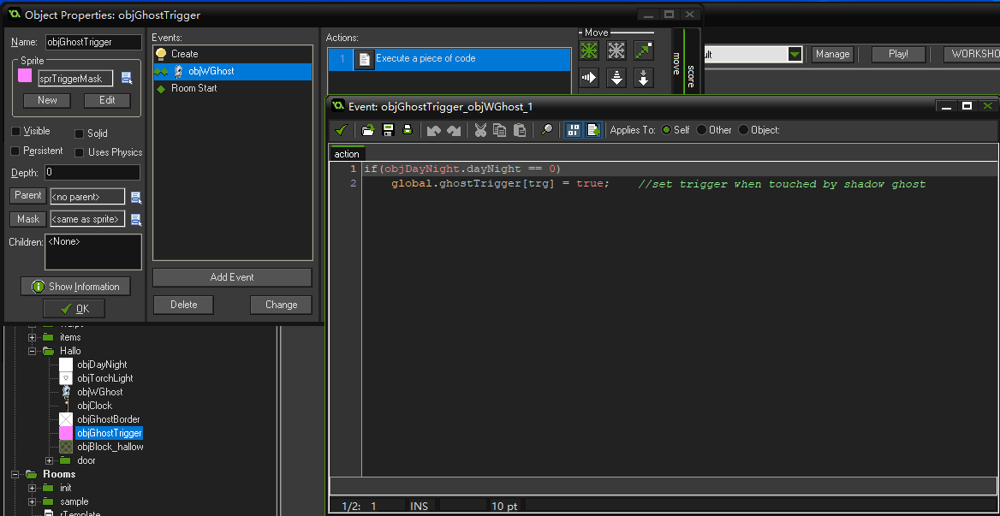 Object Properties: objGhostTrigger
Name: objGhostTrigger
Sprite
sprTriggerMask
New Edit
Visible Solid
Persistent Uses Physics
Depth: 0
Parent <no parent>
Mask <same as sprite>
Children: <None>
Show Information
OK
Events:
Create
objWGhost
Room Start
Add Event
Delete Change
Actions:
1 Execute a piece of code
Move
move
score
Manage Play! WORKSHO
Event: objGhostTrigger_objWGhost_1
Applies To: Self Other Object:
action
1 if(objDayNight.dayNight == 0)
2 global.ghostTrigger[trg] = true; //set trigger when touched by shadow ghost
1/2: 1 INS 10 pt
items
Hallo
objDayNight
objTorchLight
objWGhost
objClock
objGhostBorder
objGhostTrigger
objBlock_hallow
door
Rooms
init
sample
rTemplate